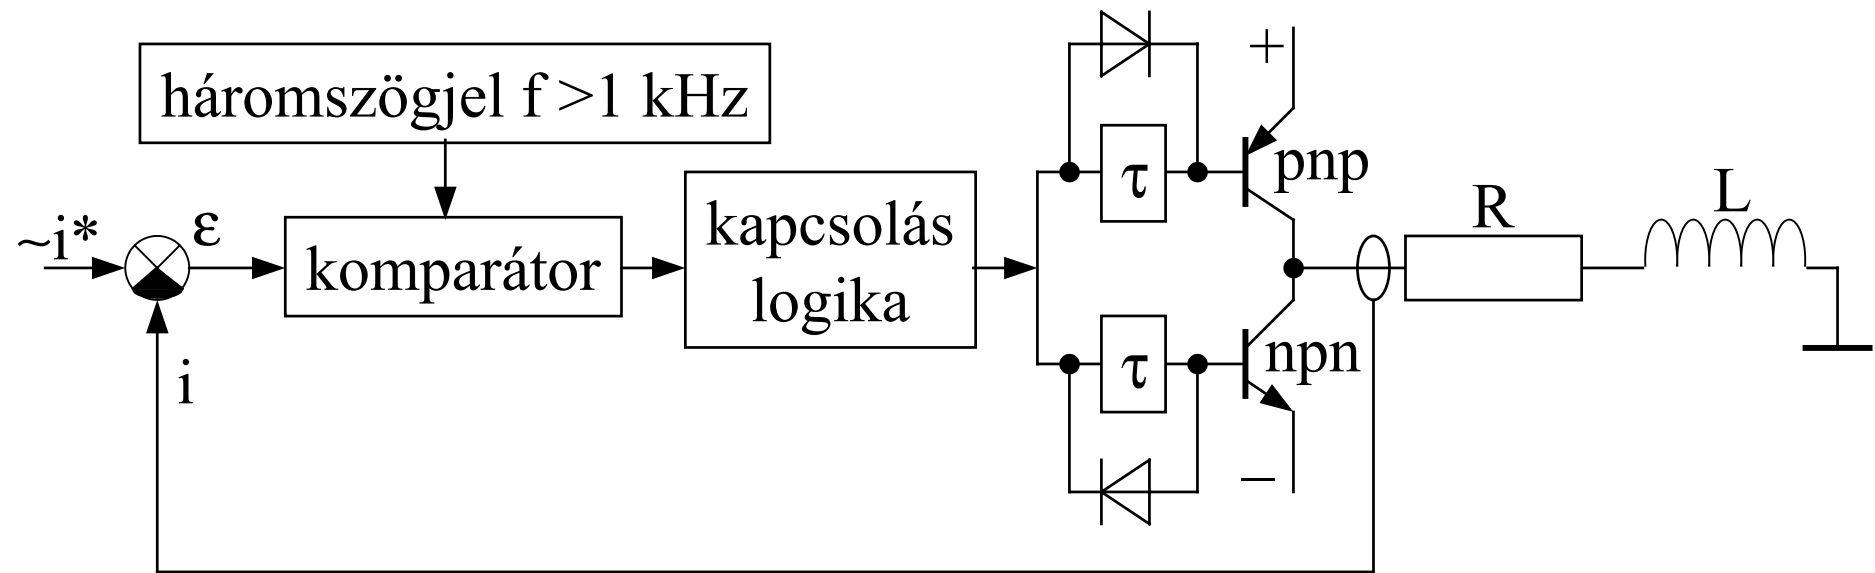 háromszögjel f >1 kHz
~i*
ε
komparátor
kapcsolás
logika
τ
τ
+
pnp
npn
–
R
L
i